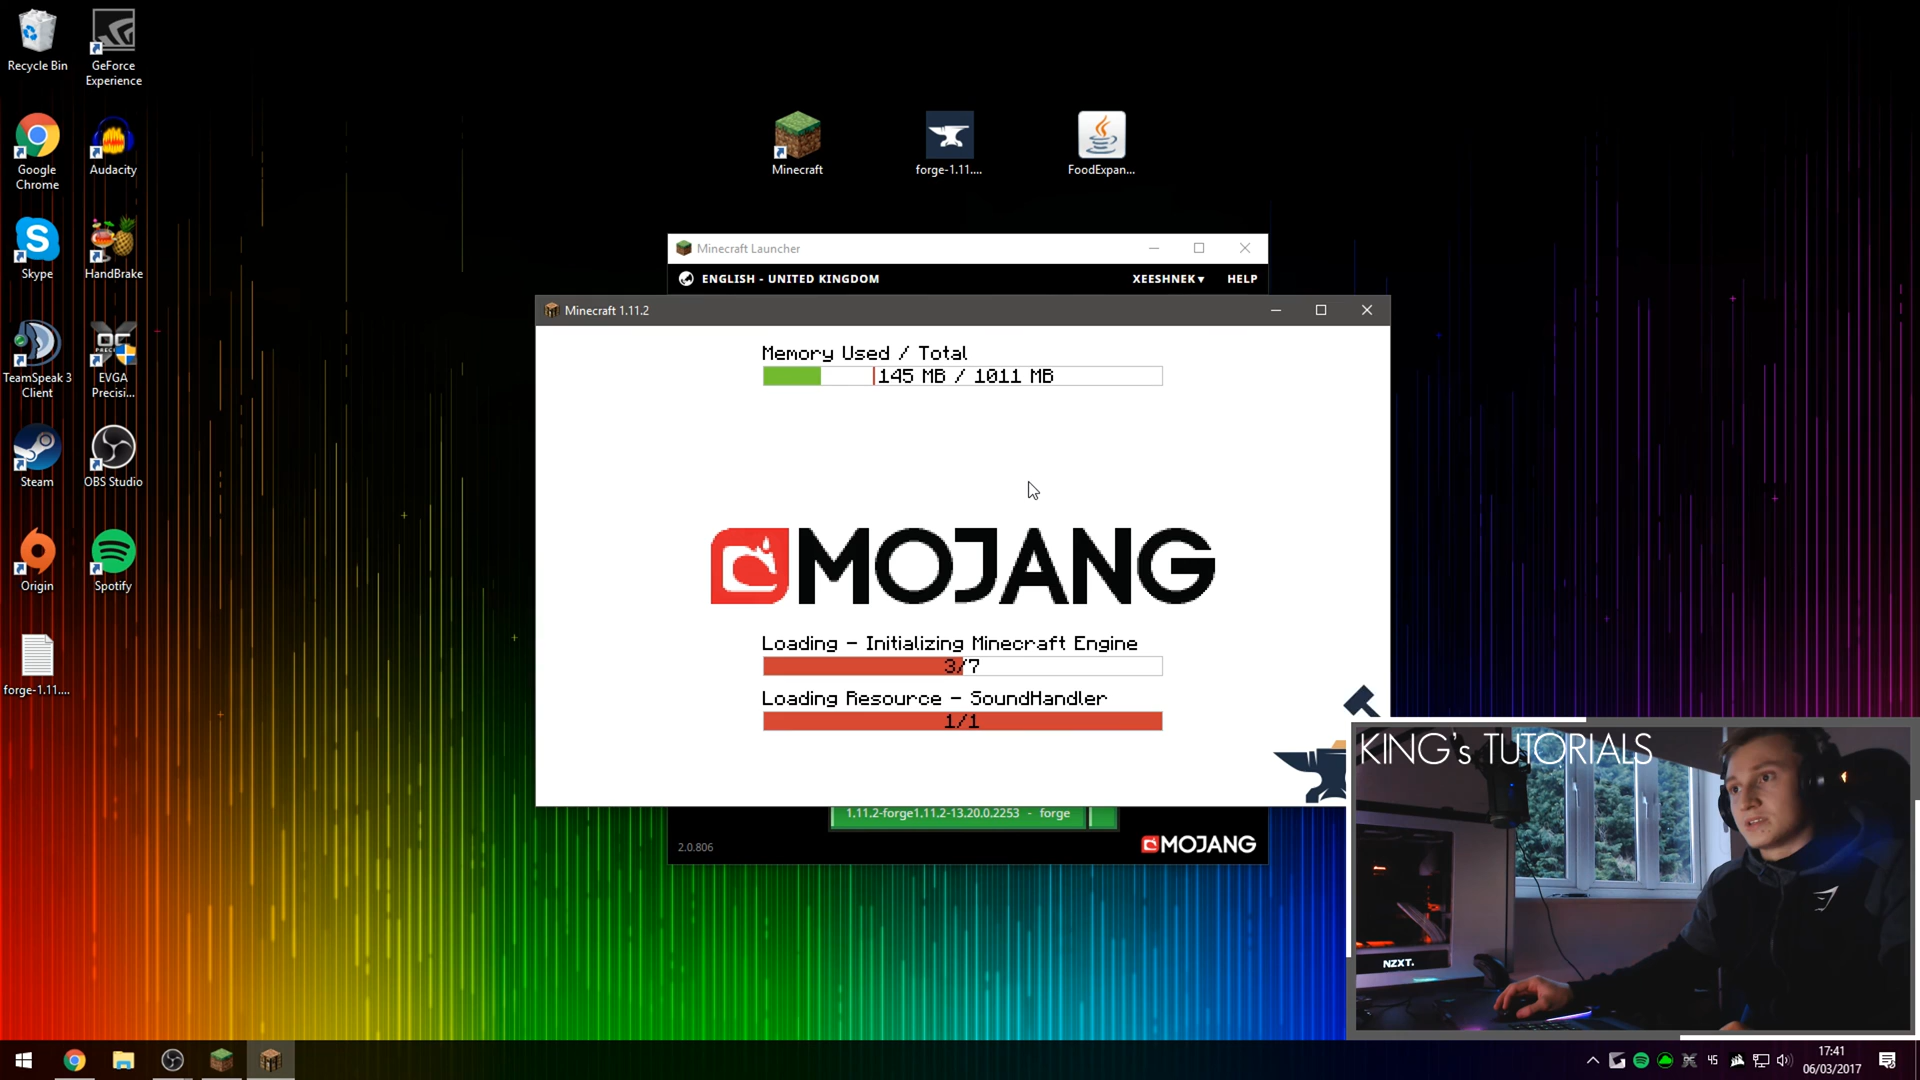 Recycle Bin
GeForce
Experience
Google
Chrome
Audacity
Skype
HandBrake
TeamSpeak 3
Client
EVGA
Precisi...
Steam
OBS Studio
Origin
Spotify
forge-1.11....
Minecraft
forge-1.11....
FoodExpan...
Minecraft Launcher
ENGLISH - UNITED KINGDOM
XEESHNEK▾
HELP
Minecraft 1.11.2
Memory Used / Total
145 MB / 1011 MB
MOJANG
Loading - Initializing Minecraft Engine
3/7
Loading Resource - SoundHandler
1/1
1.11.2-forge1.11.2-13.20.0.2253 - forge
2.0.806
MOJANG
KING's TUTORIALS
NZXT.
45
17:41
06/03/2017